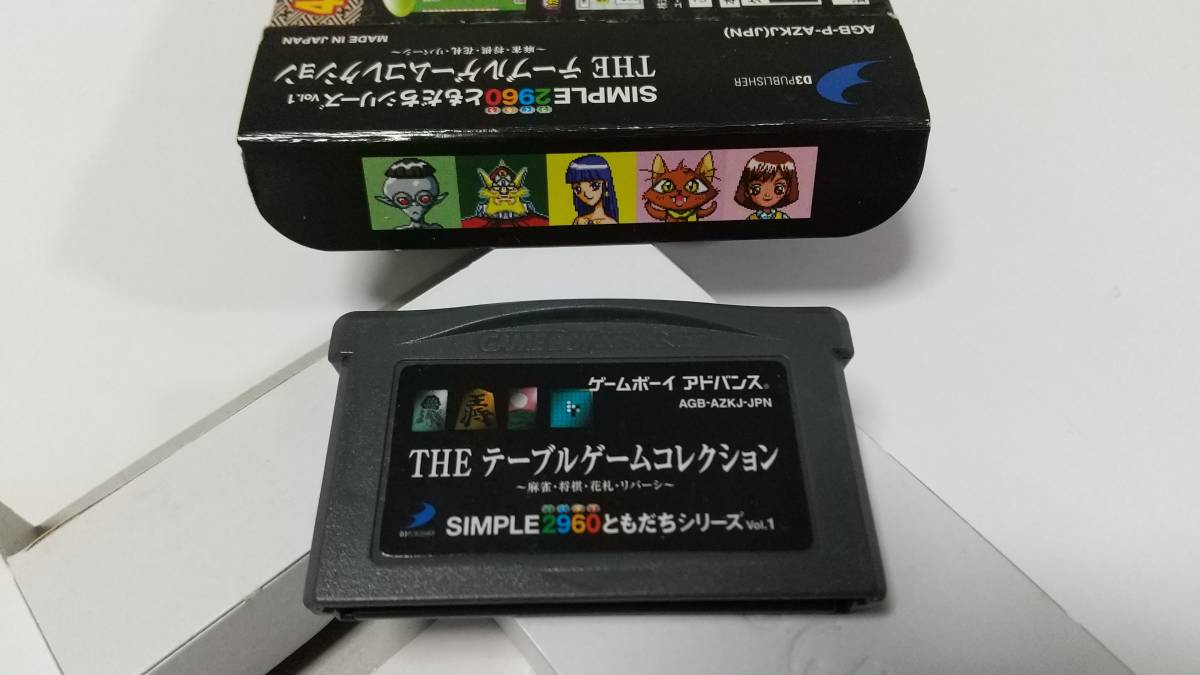 AGB-P-AZKJ(JPN)
MADE IN JAPAN
D3PUBLISHER
SIMPLE2960ともだちシリーズ Vol.1
THE テーブルゲームコレクション
～麻雀・将棋・花札・リバーシ～
GAME BOY
ゲームボーイ アドバンス®
AGB-AZKJ-JPN
THE テーブルゲームコレクション
～麻雀・将棋・花札・リバーシ～
D3PUBLISHER
SIMPLE2960ともだちシリーズ Vol.1